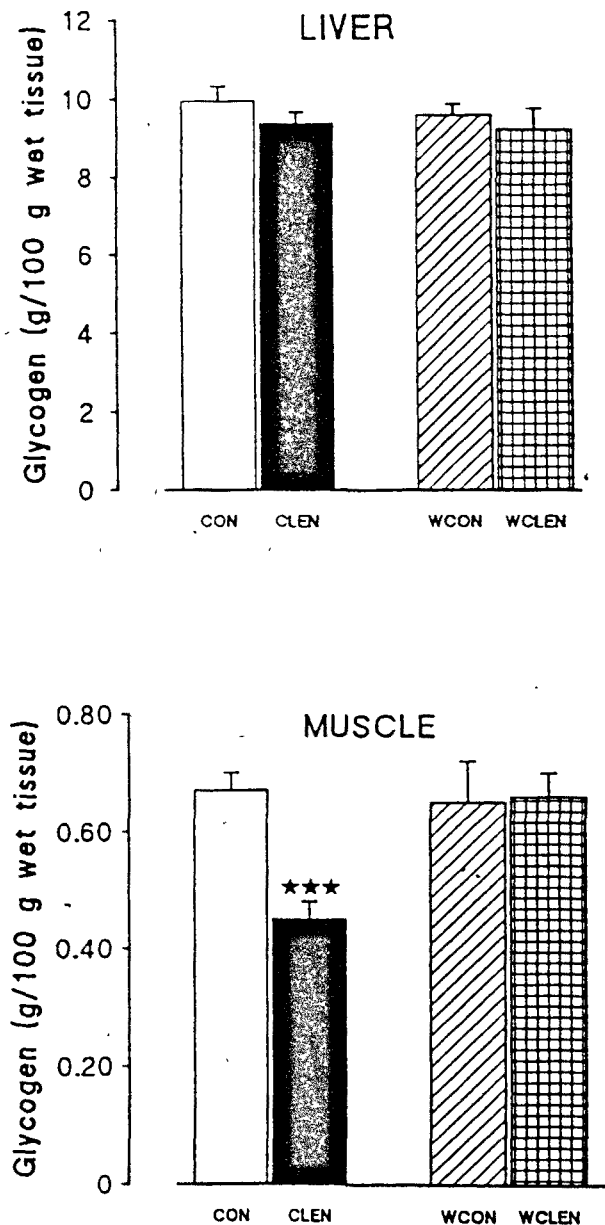 LIVER
Glycogen (g/100 g wet tissue)
12
10
8
6
4
2
0
CON CLEN WCON WCLEN
MUSCLE
Glycogen (g/100 g wet tissue)
0.80
0.60
★★★
0.40
0.20
0
CON CLEN WCON WCLEN